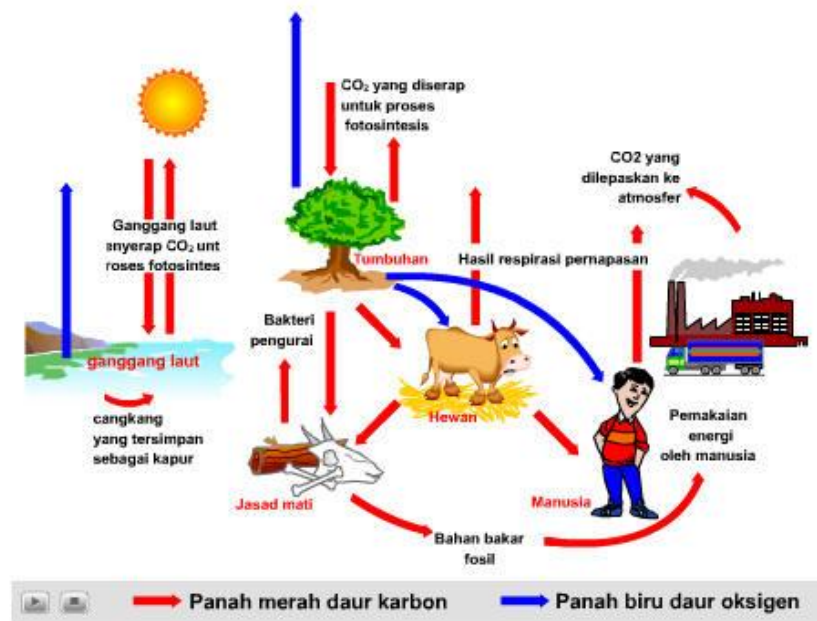 CO₂ yang diserap
untuk proses
fotosintesis
CO2 yang
dilepaskan ke
atmosfer
Ganggang laut
enyerap CO₂ unt
roses fotosintes
Tumbuhan
Hasil respirasi pernapasan
Bakteri
pengurai
ganggang laut
Hewan
cangkang
yang tersimpan
sebagai kapur
Pemakaian
energi
oleh manusia
Jasad mati
Manusia
Bahan bakar
fosil
Panah merah daur karbon
Panah biru daur oksigen